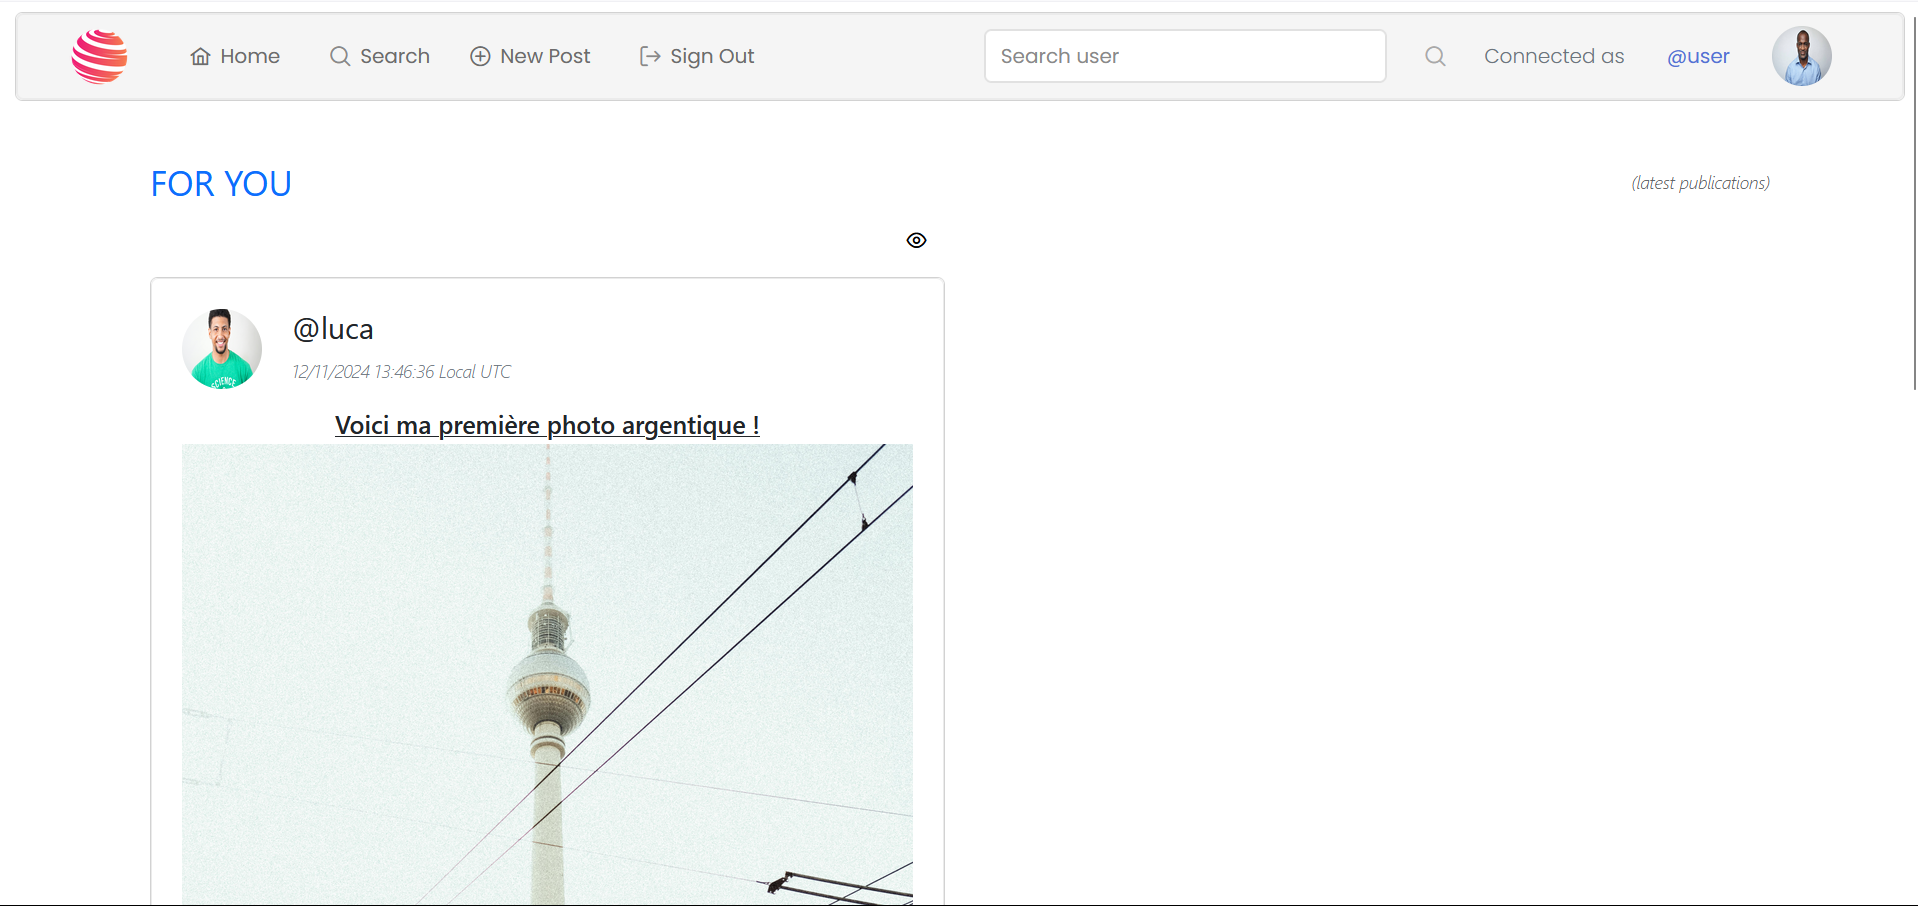 Home Search New Post Sign Out Search user Connected as @user
FOR YOU
(latest publications)
@luca
12/11/2024 13:46:36 Local UTC
Voici ma première photo argentique !
SCIENCE